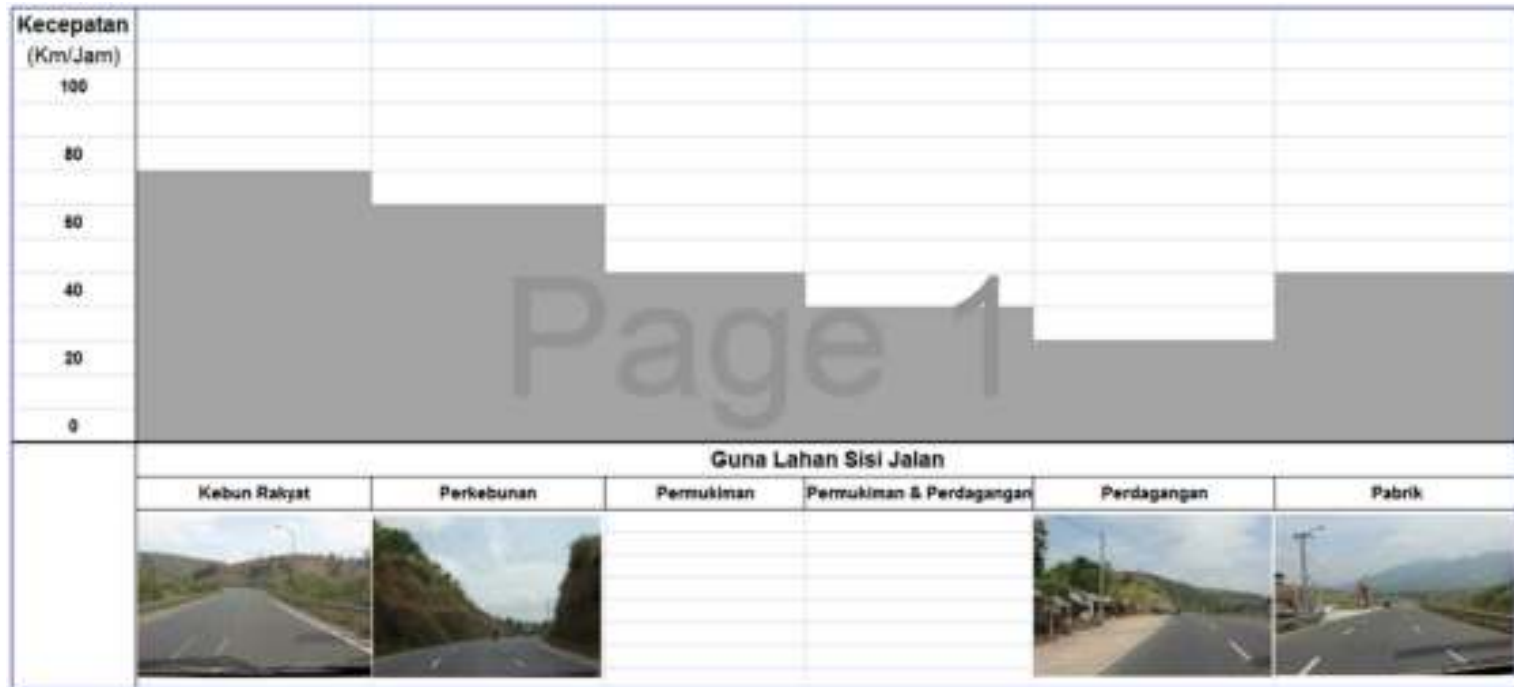 Kecepatan
(Km/Jam)
100
80
60
40
20
0
Page 1
Guna Lahan Sisi Jalan
Kebun Rakyat Perkebunan Permukiman Permukiman & Perdagangan Perdagangan Pabrik